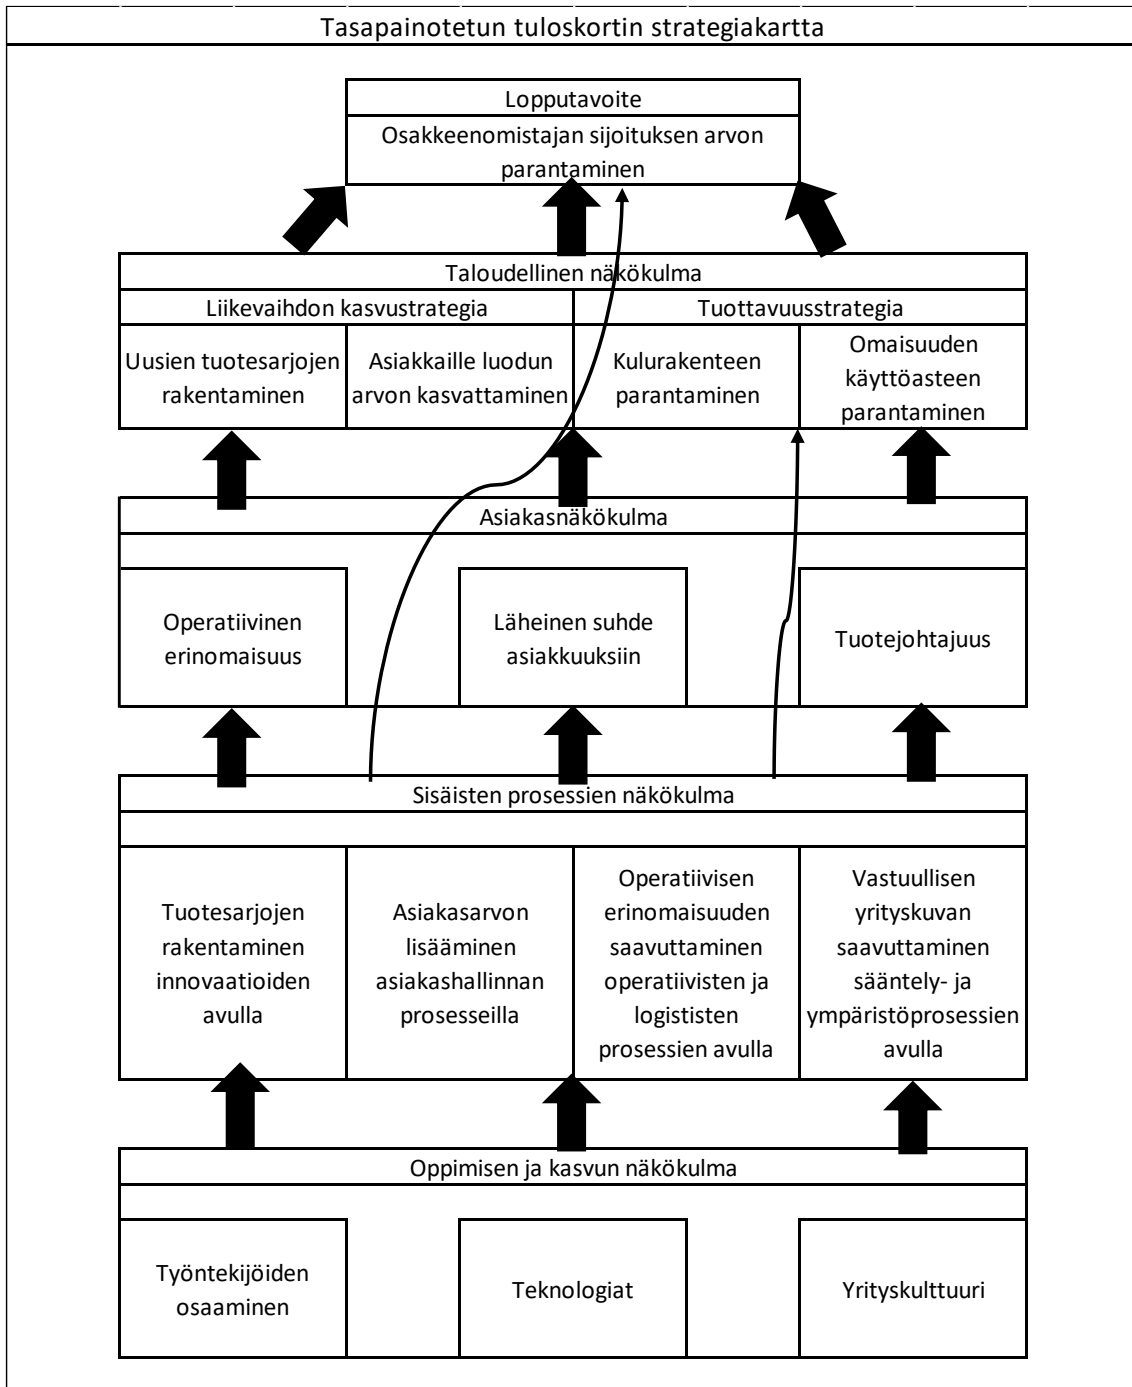 Tasapainotetun tuloskortin strategiakartta
Lopputavoite
Osakkeenomistajan sijoituksen arvon
parantaminen
Taloudellinen näkökulma
Liikevaihdon kasvustrategia
Tuottavuusstrategia
Uusien tuotesarjojen
rakentaminen
Asiakkaille luodun
arvon kasvattaminen
Kulurakenteen
parantaminen
Omaisuuden
käyttöasteen
parantaminen
Asiakasnäkökulma
Operatiivinen
erinomaisuus
Läheinen suhde
asiakkuuksiin
Tuotejohtajuus
Sisäisten prosessien näkökulma
Tuotesarjojen
rakentaminen
innovaatioiden
avulla
Asiakasarvon
lisääminen
asiakashallinnan
prosesseilla
Operatiivisen
erinomaisuuden
saavuttaminen
operatiivisten ja
logististen
prosessien avulla
Vastuullisen
yrityskuvan
saavuttaminen
sääntely- ja
ympäristöprosessien
avulla
Oppimisen ja kasvun näkökulma
Työntekijöiden
osaaminen
Teknologiat
Yrityskulttuuri